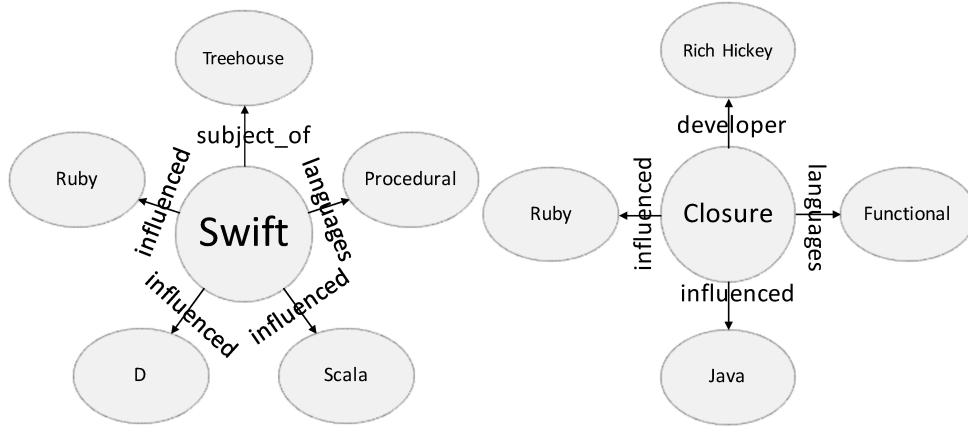 Treehouse
subject_of
Ruby
influenced
languages
Procedural
Swift
influenced
influenced
D
Scala
Rich Hickey
developer
Ruby
influenced
Closure
languages
Functional
influenced
Java